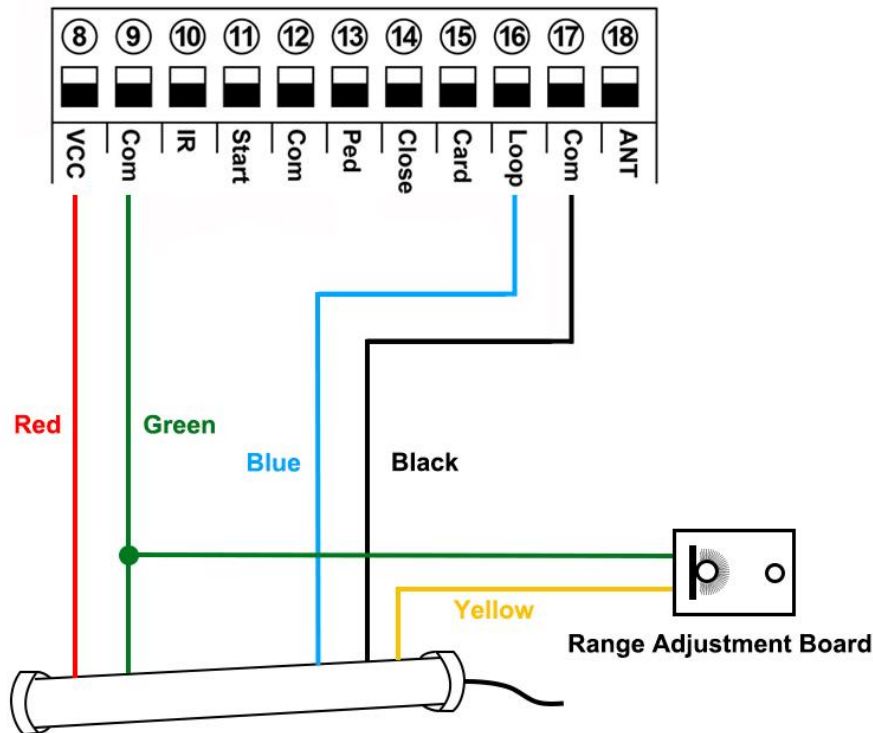 8 9 10 11 12 13 14 15 16 17 18
VCC Com IR Start Com Ped Close Card Loop Com ANT
Red Green
Blue Black
Yellow
Range Adjustment Board